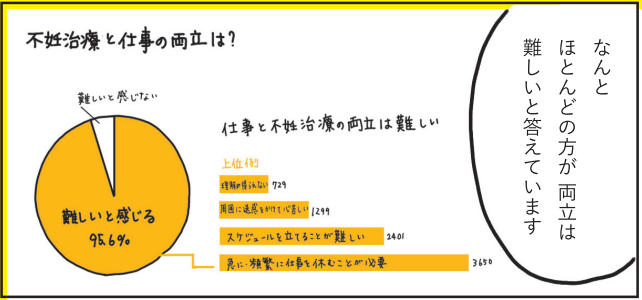 不妊治療と仕事の両立は?
なんと
ほとんどの方が 両立は
難しいと答えています
難しいと感じない
難しいと感じる
95.6%
仕事と不妊治療の両立は難しい
上位例
理解が得られない 729
周囲に迷惑をかけて心苦しい 1299
スケジュールを立てることが難しい 2401
急に・頻繁に仕事を休むことが必要 3650